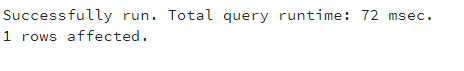 Successfully run. Total query runtime: 72 msec.
1 rows affected.